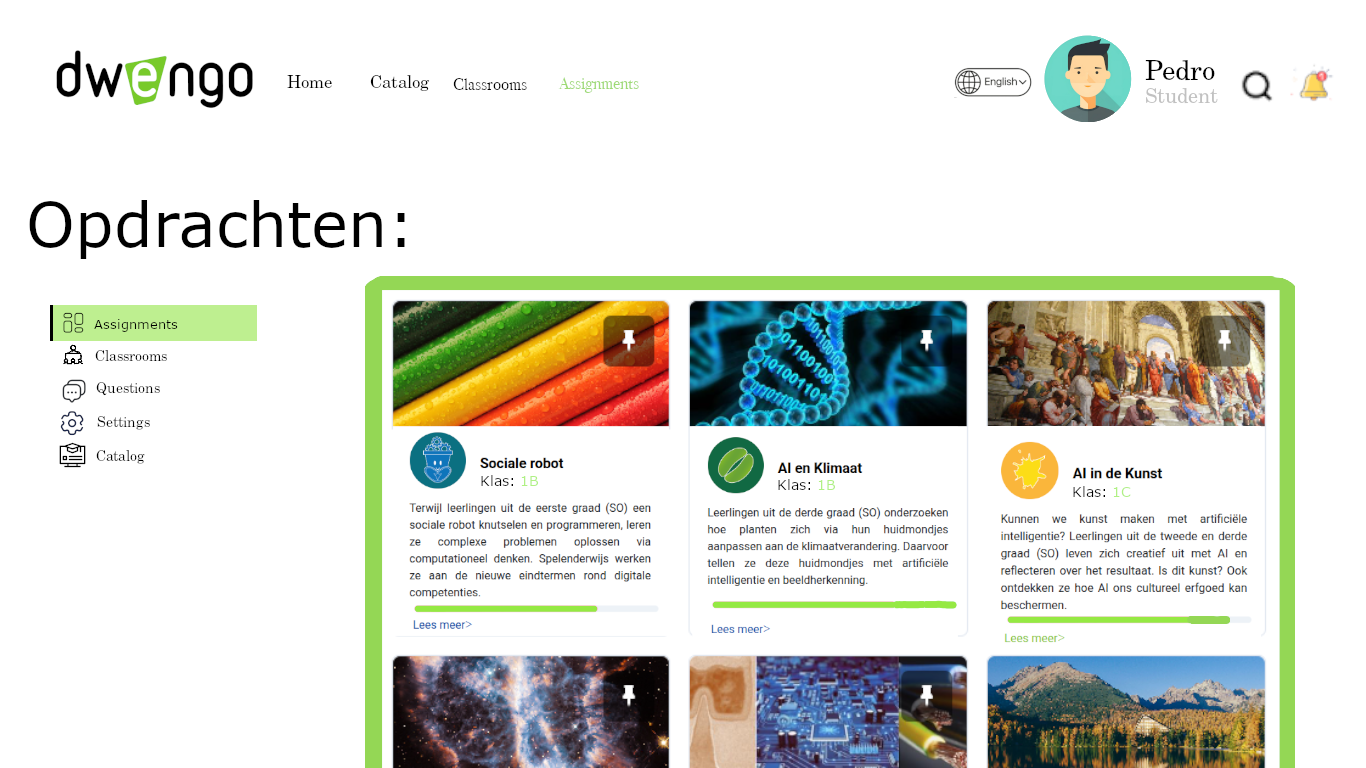 dwengo
Home Catalog Classrooms Assignments
English
Pedro
Student
Opdrachten:
Assignments
Classrooms
Questions
Settings
Catalog
Sociale robot
Klas: 1B
Terwijl leerlingen uit de eerste graad (SO) een
sociale robot knutselen en programmeren, leren
ze complexe problemen oplossen via
computationeel denken. Spelenderwijs werken
ze aan de nieuwe eindtermen rond digitale
competenties.
Lees meer>
AI en Klimaat
Klas: 1B
Leerlingen uit de derde graad (SO) onderzoeken
hoe planten zich via hun huidmondjes
aanpassen aan de klimaatverandering. Daarvoor
tellen ze deze huidmondjes met artificiële
intelligentie en beeldherkenning.
Lees meer>
AI in de Kunst
Klas: 1C
Kunnen we kunst maken met artificiële
intelligentie? Leerlingen uit de tweede en derde
graad (SO) leven zich creatief uit met AI en
reflecteren over het resultaat. Is dit kunst? Ook
ontdekken ze hoe AI ons cultureel erfgoed kan
beschermen.
Lees meer>